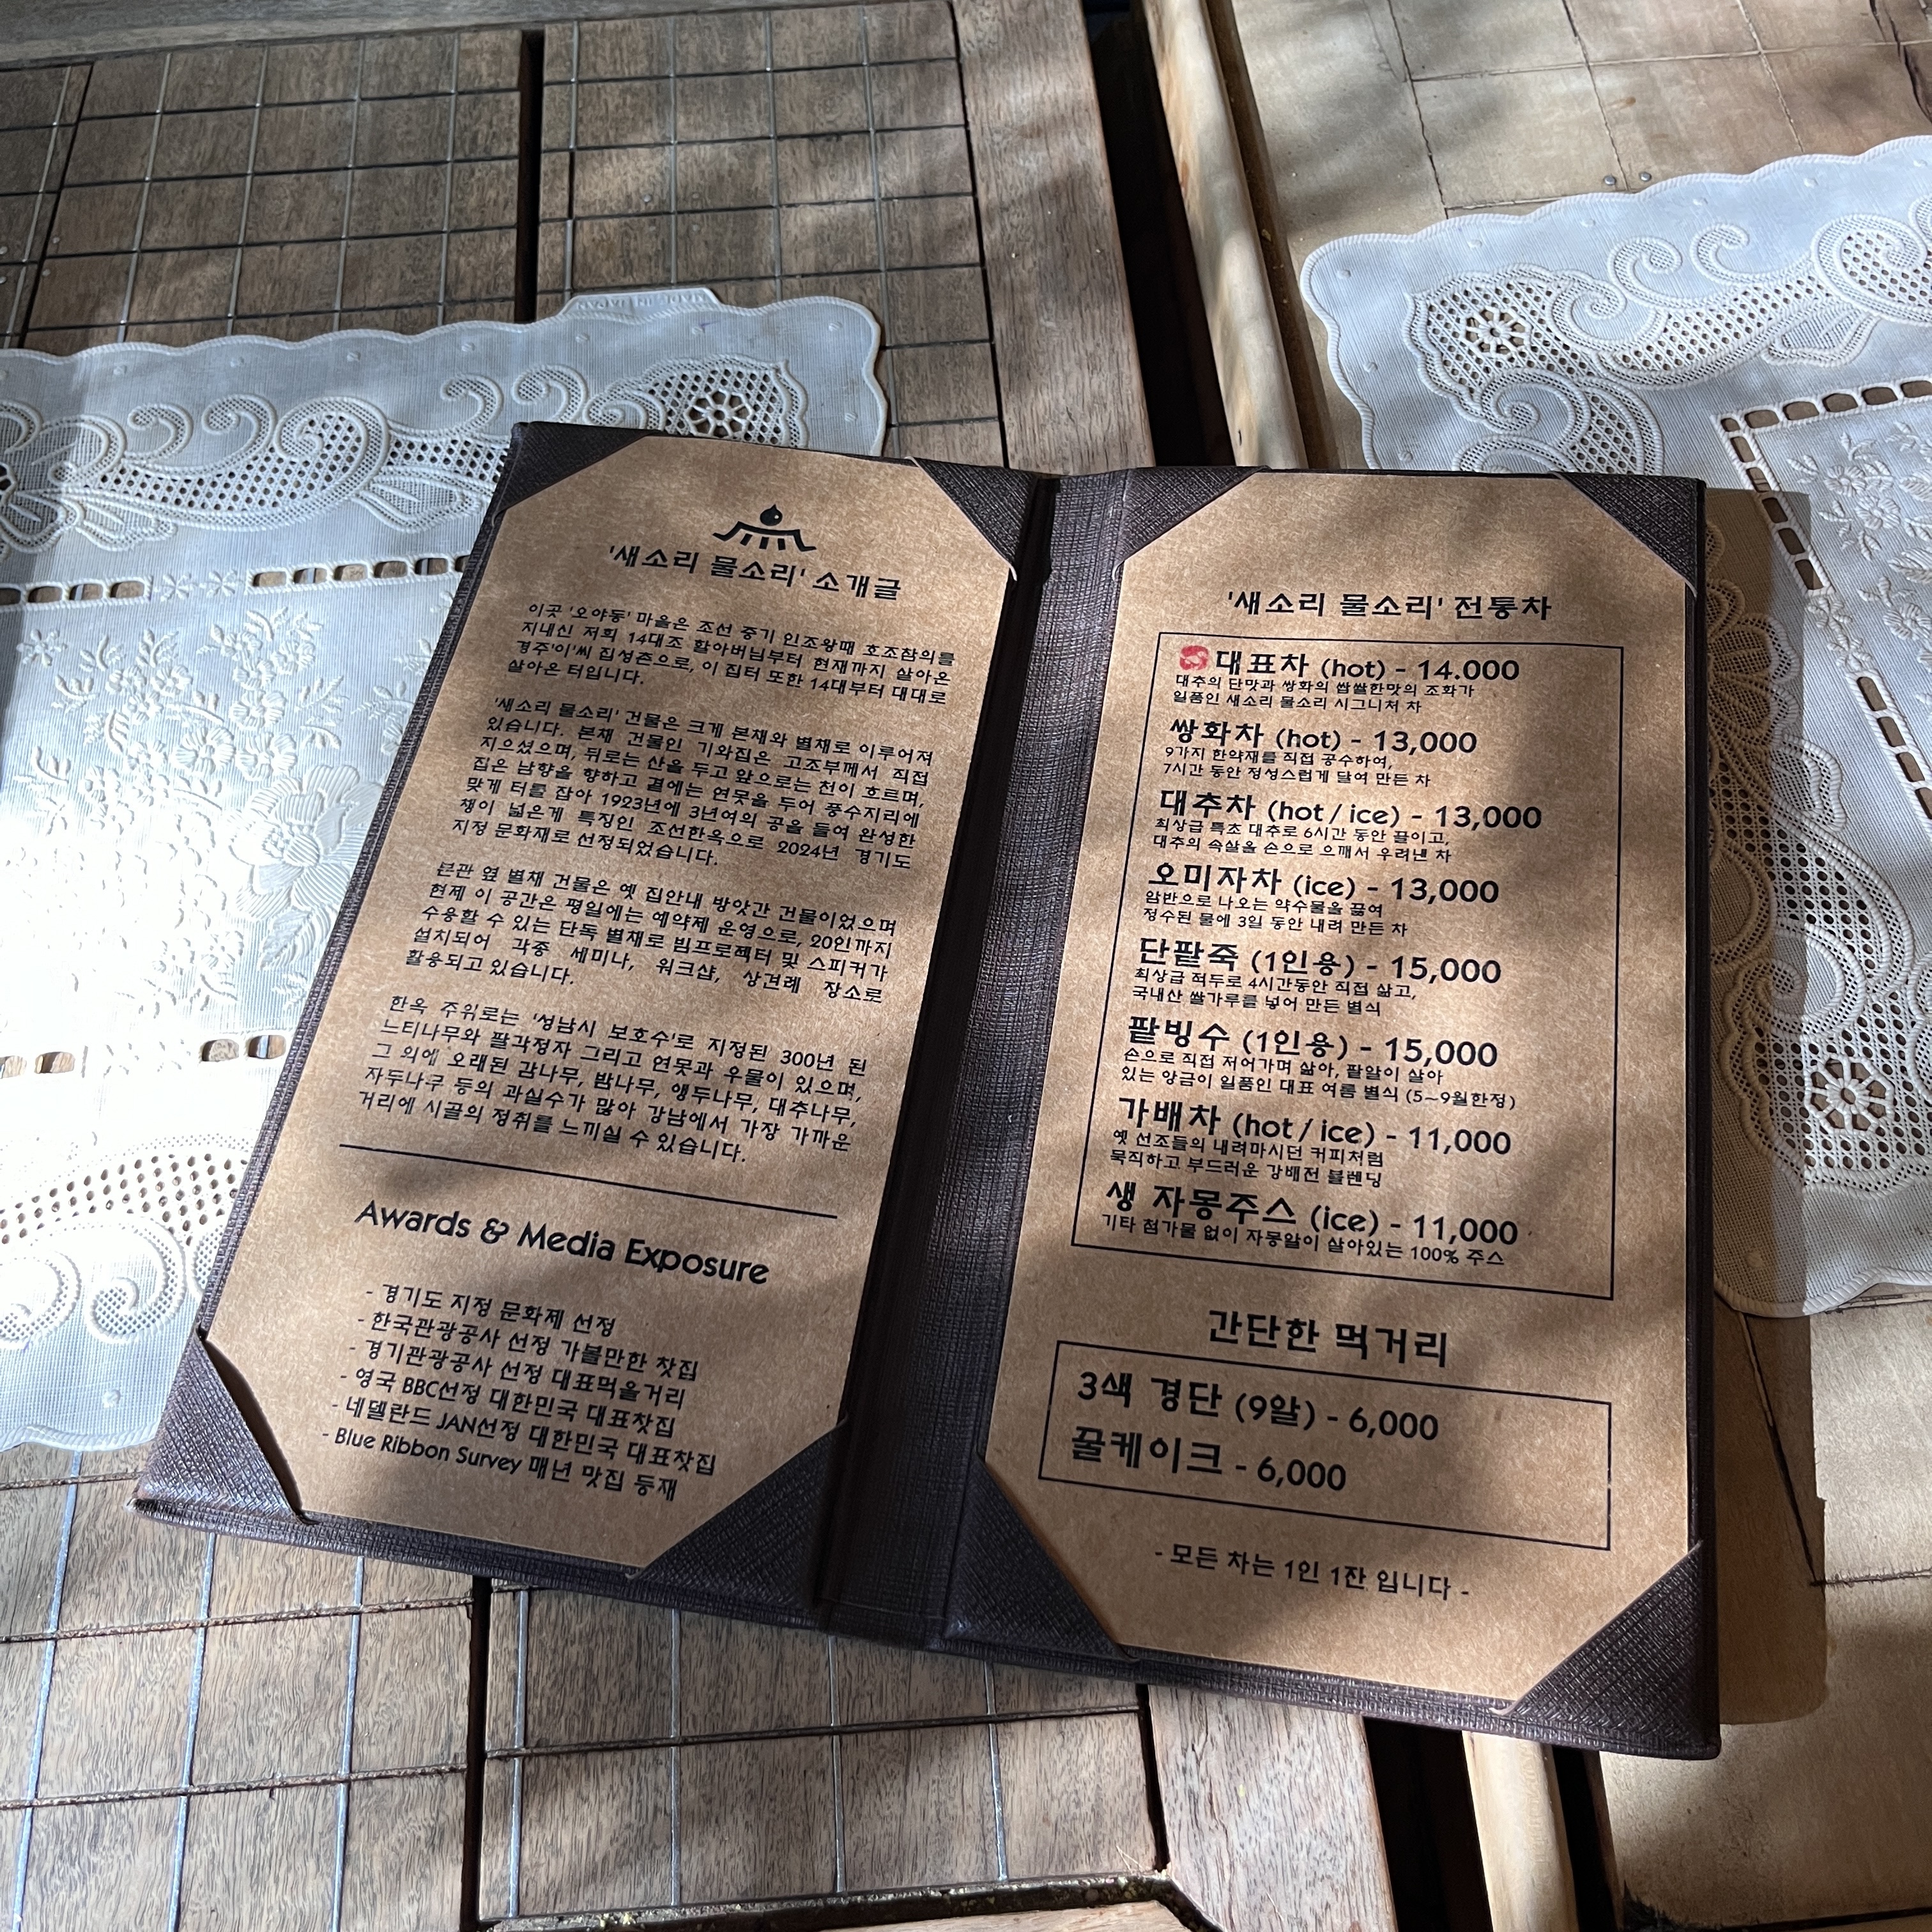 '새소리 물소리' 소개글
이곳 '오야동' 마을은 조선 중기 인조왕때 호조참의를
지내신 저희 14대조 할아버님부터 현재까지 살아온
경주'이'씨 집성촌으로, 이 집터 또한 14대부터 대대로
살아온 터입니다.
'새소리 물소리' 건물은 크게 본채와 별채로 이루어져
있습니다. 본채 건물인 기와집은 고조부께서 직접
지으셨으며, 뒤로는 산을 두고 앞으로는 천이 흐르며,
집은 남향을 향하고 곁에는 연못을 두어 풍수지리에
맞게 터를 잡아 1923년에 3년여의 공을 들여 완성한
챙이 넓은게 특징인 조선한옥으로 2024년 경기도
지정 문화재로 선정되었습니다.
본관 옆 별채 건물은 옛 집안내 방앗간 건물이었으며
현재 이 공간은 평일에는 예약제 운영으로, 20인까지
수용할 수 있는 단독 별채로 빔프로젝터 및 스피커가
설치되어 각종 세미나, 워크샵, 상견례 장소로
활용되고 있습니다.
한옥 주위로는 '성남시 보호수'로 지정된 300년 된
느티나무와 팔각정자 그리고 연못과 우물이 있으며,
그 외에 오래된 감나무, 밤나무, 앵두나무, 대추나무,
자두나구 등의 과실수가 많아 강남에서 가장 가까운
거리에 시골의 정취를 느끼실 수 있습니다.
Awards & Media Exposure
- 경기도 지정 문화제 선정
- 한국관광공사 선정 가볼만한 찻집
- 경기관광공사 선정 대표먹을거리
- 영국 BBC선정 대한민국 대표찻집
- 네델란드 JAN선정 대한민국 대표찻집
- Blue Ribbon Survey 매년 맛집 등재
'새소리 물소리' 전통차
대표차 (hot) - 14.000
대추의 단맛과 쌍화의 쌉쌀한맛의 조화가
일품인 새소리 물소리 시그니처 차
쌍화차 (hot) - 13,000
9가지 한약재를 직접 공수하여,
7시간 동안 정성스럽게 달여 만든 차
대추차 (hot / ice) - 13,000
최상급 특초 대추로 6시간 동안 끓이고,
대추의 속살을 손으로 으깨서 우려낸 차
오미자차 (ice) - 13,000
암반으로 나오는 약수물을 끓여
정수된 물에 3일 동안 내려 만든 차
단팥죽 (1인용) - 15,000
최상급 적두로 4시간동안 직접 삶고,
국내산 쌀가루를 넣어 만든 별식
팥빙수 (1인용) - 15,000
손으로 직접 저어가며 삶아, 팥알이 살아
있는 앙금이 일품인 대표 여름 별식 (5~9월한정)
가배차 (hot / ice) - 11,000
옛 선조들의 내려마시던 커피처럼
묵직하고 부드러운 강배전 블렌딩
생 자몽주스 (ice) - 11,000
기타 첨가물 없이 자몽알이 살아있는 100% 주스
간단한 먹거리
3색 경단 (9알) - 6,000
꿀케이크 - 6,000
- 모든 차는 1인 1잔 입니다 -